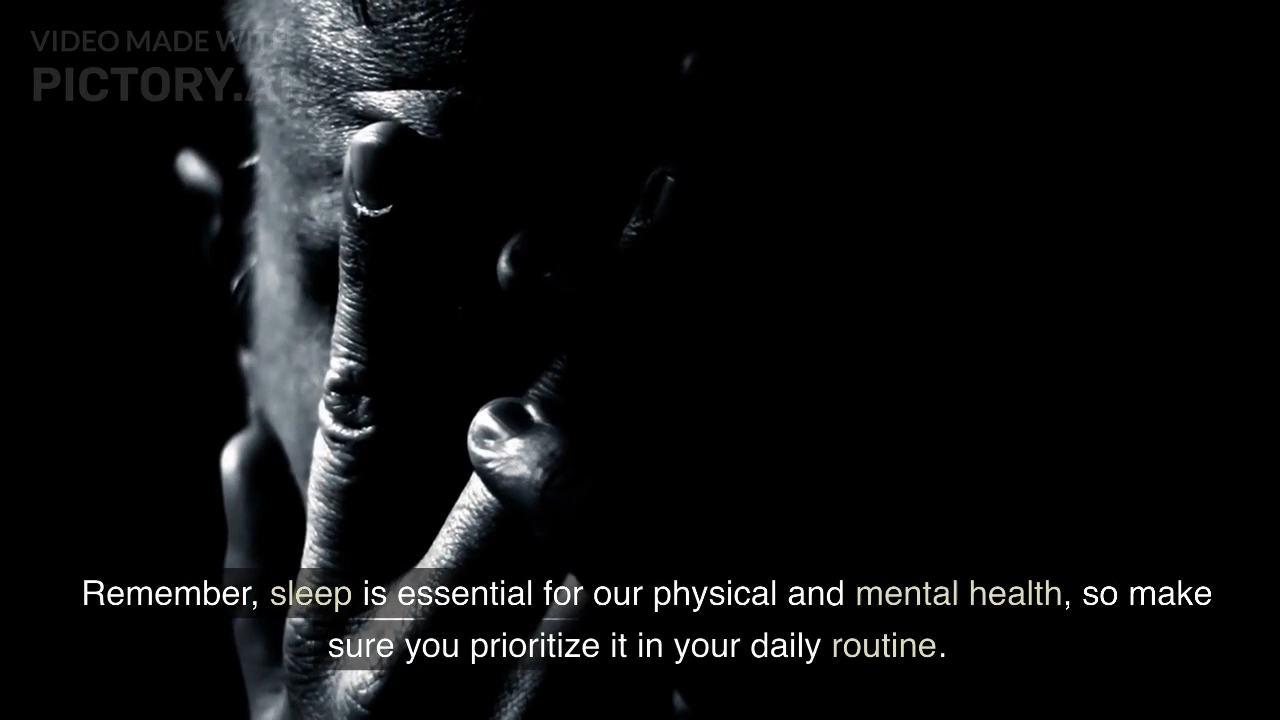 VIDEO MADE WITH
PICTORY.AI
Remember, sleep is essential for our physical and mental health, so make
sure you prioritize it in your daily routine.